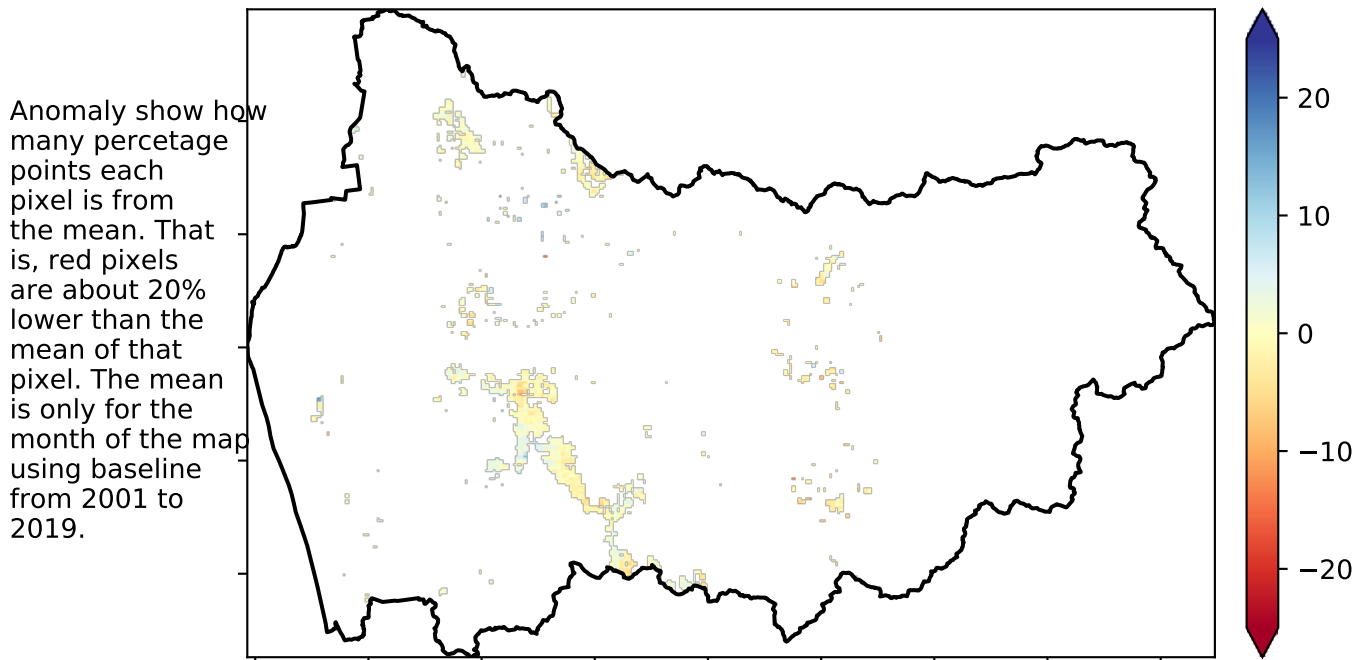 Anomaly show how
many percetage
points each
pixel is from
the mean. That
is, red pixels
are about 20%
lower than the
mean of that
pixel. The mean
is only for the
month of the map
using baseline
from 2001 to
2019.
20
10
0
−10
−20